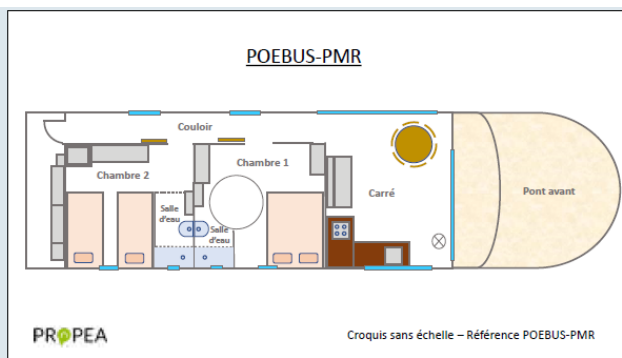 POEBUS-PMR
Couloir
Chambre 1
Chambre 2
Carré
Pont avant
Salle
d'eau
Salle
d'eau
PROPEA
Croquis sans échelle – Référence POEBUS-PMR